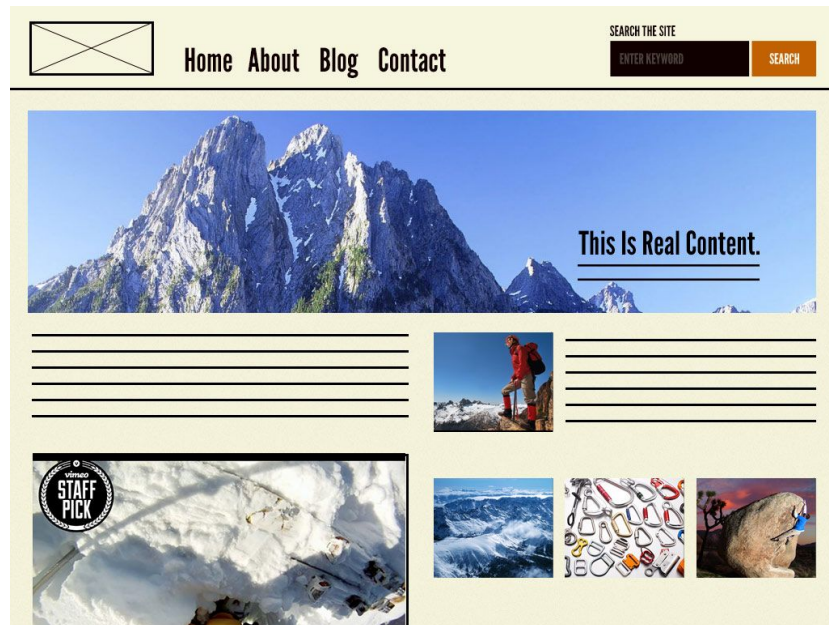 SEARCH THE SITE
Home About Blog Contact
ENTER KEYWORD
SEARCH
This Is Real Content.
vimeo
STAFF
PICK